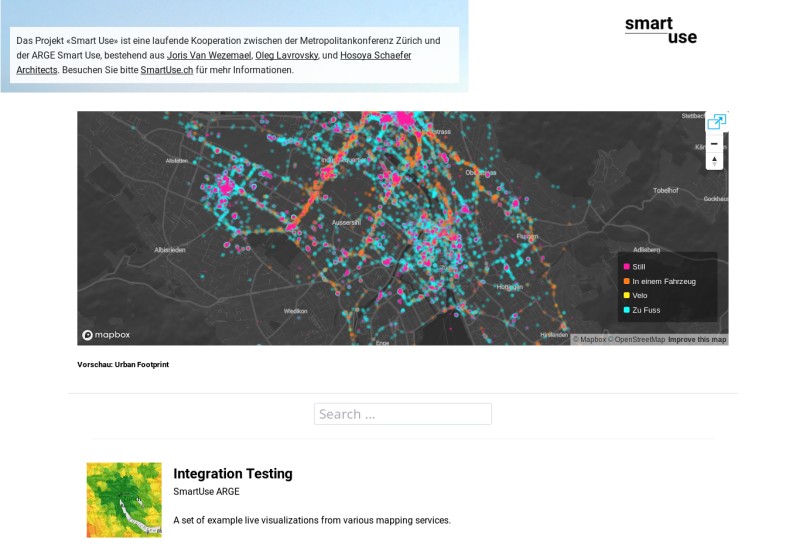 Das Projekt «Smart Use» ist eine laufende Kooperation zwischen der Metropolitankonferenz Zürich und
der ARGE Smart Use, bestehend aus Joris Van Wezemael, Oleg Lavrovsky, und Hosoya Schaefer
Architects. Besuchen Sie bitte SmartUse.ch für mehr Informationen.
smart
use
Altstetten
Albisrieden
Aussersihl
Wiedikon
Enge
Fluntern
Hottingen
Hirslanden
Tobelhof
Gockhaus
Adlisberg
Still
In einem Fahrzeug
Velo
Zu Fuss
mapbox
© Mapbox © OpenStreetMap Improve this map
Vorschau: Urban Footprint
Search ...
Integration Testing
SmartUse ARGE
A set of example live visualizations from various mapping services.